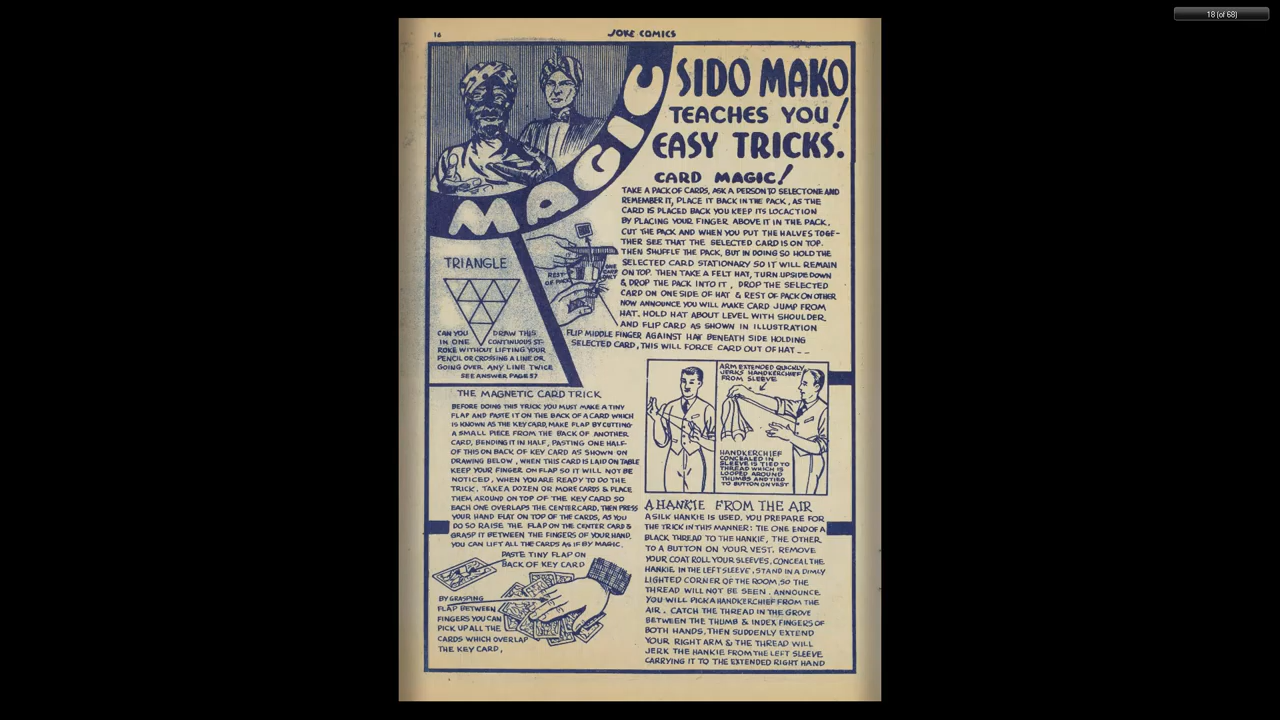 18 (of 68)
16
JOKE COMICS
MAGIC
SIDO MAKO
TEACHES YOU!
EASY TRICKS.
CARD MAGIC!
TAKE A PACK OF CARDS, ASK A PERSON TO SELECT ONE AND
REMEMBER IT, PLACE IT BACK IN THE PACK, AS THE
CARD IS PLACED BACK YOU KEEP ITS LOCACTION
BY PLACING YOUR FINGER ABOVE IT IN THE PACK.
CUT THE PACK AND WHEN YOU PUT THE HALVES TOGE-
THER SEE THAT THE SELECTED CARD IS ON TOP.
THEN SHUFFLE THE PACK, BUT IN DOING SO HOLD THE
SELECTED CARD STATIONARY SO IT WILL REMAIN
ON TOP. THEN TAKE A FELT HAT, TURN UPSIDE DOWN
& DROP THE PACK INTO IT, DROP THE SELECTED
CARD ON ONE SIDE OF HAT & REST OF PACK ON OTHER
NOW ANNOUNCE YOU WILL MAKE CARD JUMP FROM
HAT. HOLD HAT ABOUT LEVEL WITH SHOULDER
AND FLIP CARD AS SHOWN IN ILLUSTRATION
FLIP MIDDLE FINGER AGAINST HAT BENEATH SIDE HOLDING
SELECTED CARD, THIS WILL FORCE CARD OUT OF HAT --
REST
OF PACK
ONE
CARD
ONLY
TRIANGLE
CAN YOU DRAW THIS
IN ONE CONTINUOUS ST-
ROKE WITHOUT LIFTING YOUR
PENCIL OR CROSSING A LINE OR
GOING OVER ANY LINE TWICE
SEE ANSWER PAGE 57
THE MAGNETIC CARD TRICK
BEFORE DOING THIS TRICK YOU MUST MAKE A TINY
FLAP AND PASTE IT ON THE BACK OF A CARD WHICH
IS KNOWN AS THE KEY CARD, MAKE FLAP BY CUTTING
A SMALL PIECE FROM THE BACK OF ANOTHER
CARD, BENDING IT IN HALF, PASTING ONE HALF
OF THIS ON BACK OF KEY CARD AS SHOWN ON
DRAWING BELOW, WHEN THIS CARD IS LAID ON TABLE
KEEP YOUR FINGER ON FLAP SO IT WILL NOT BE
NOTICED, WHEN YOU ARE READY TO DO THE
TRICK. TAKE A DOZEN OR MORE CARDS & PLACE
THEM AROUND ON TOP OF THE KEY CARD SO
EACH ONE OVERLAPS THE CENTER CARD, THEN PRESS
YOUR HAND FLAT ON TOP OF THE CARDS, AS YOU
DO SO RAISE THE FLAP ON THE CENTER CARD &
GRASP IT BETWEEN THE FINGERS OF YOUR HAND.
YOU CAN LIFT ALL THE CARDS AS IF BY MAGIC.
PASTE TINY FLAP ON
BACK OF KEY CARD
BY GRASPING
FLAP BETWEEN
FINGERS YOU CAN
PICK UP ALL THE
CARDS WHICH OVERLAP
THE KEY CARD,
ARM EXTENDED QUICKLY
JERKS HANDKERCHIEF
FROM SLEEVE
HANDKERCHIEF
CONCEALED IN
SLEEVE IS TIED TO
THREAD WHICH IS
LOOPED AROUND
THUMBS AND TIED
TO BUTTON ON VEST
A HANKIE FROM THE AIR
A SILK HANKIE IS USED, YOU PREPARE FOR
THE TRICK IN THIS MANNER: TIE ONE END OF A
BLACK THREAD TO THE HANKIE, THE OTHER
TO A BUTTON ON YOUR VEST. REMOVE
YOUR COAT ROLL YOUR SLEEVES, CONCEAL THE
HANKIE IN THE LEFT SLEEVE, STAND IN A DIMLY
LIGHTED CORNER OF THE ROOM, SO THE
THREAD WILL NOT BE SEEN. ANNOUNCE
YOU WILL PICK A HANDKERCHIEF FROM THE
AIR. CATCH THE THREAD IN THE GROVE
BETWEEN THE THUMB & INDEX FINGERS OF
BOTH HANDS, THEN SUDDENLY EXTEND
YOUR RIGHT ARM & THE THREAD WILL
JERK THE HANKIE FROM THE LEFT SLEEVE
CARRYING IT TO THE EXTENDED RIGHT HAND